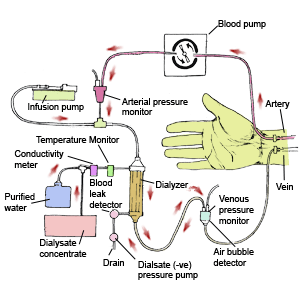 Blood pump
Infusion pump
Arterial pressure
monitor
Artery
Temperature Monitor
Conductivity
meter
Blood
leak
detector
Dialyzer
Vein
Venous
pressure
monitor
Purified
water
Air bubble
detector
Dialysate
concentrate
Drain
Dialsate (-ve)
pressure pump